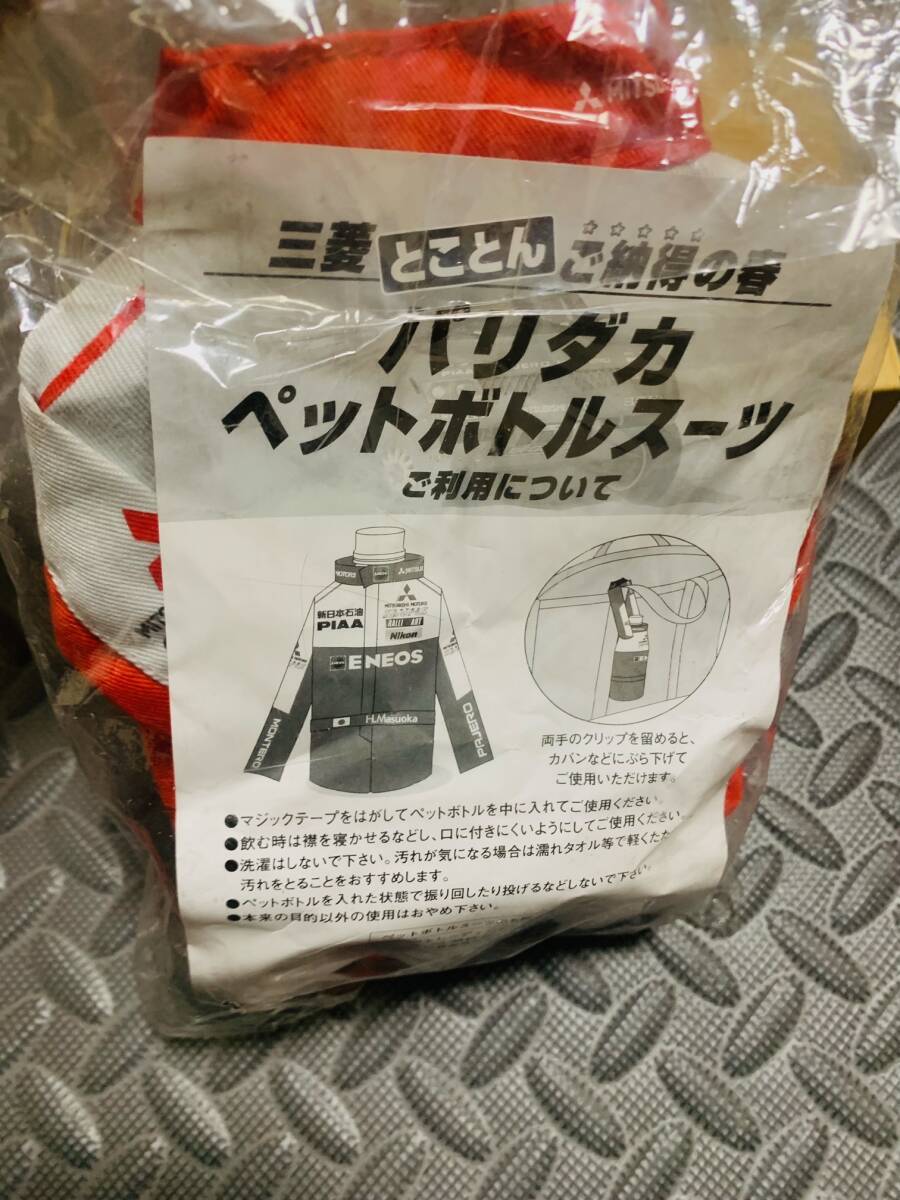 MITSU
三菱 とことん ご納得の春
パリダカ
ペットボトルスーツ
ご利用について
MOTORS
MITSUB
新日本石油
PIAA
MITSUBISHI MOTORS
RALLI ART
Nikon
ENEOS
H.Masuoka
MONTERO
PAJERO
両手のクリップを留めると、
カバンなどにぶら下げて
ご使用いただけます。
●マジックテープをはがしてペットボトルを中に入れてご使用ください。
●飲む時は襟を寝かせるなどし、口に付きにくいようにしてご使用ください。
●洗濯はしないで下さい。汚れが気になる場合は濡れタオル等で軽くたた
汚れをとることをおすすめします。
●ペットボトルを入れた状態で振り回したり投げるなどしないで下さい。
●本来の目的以外の使用はおやめ下さい。